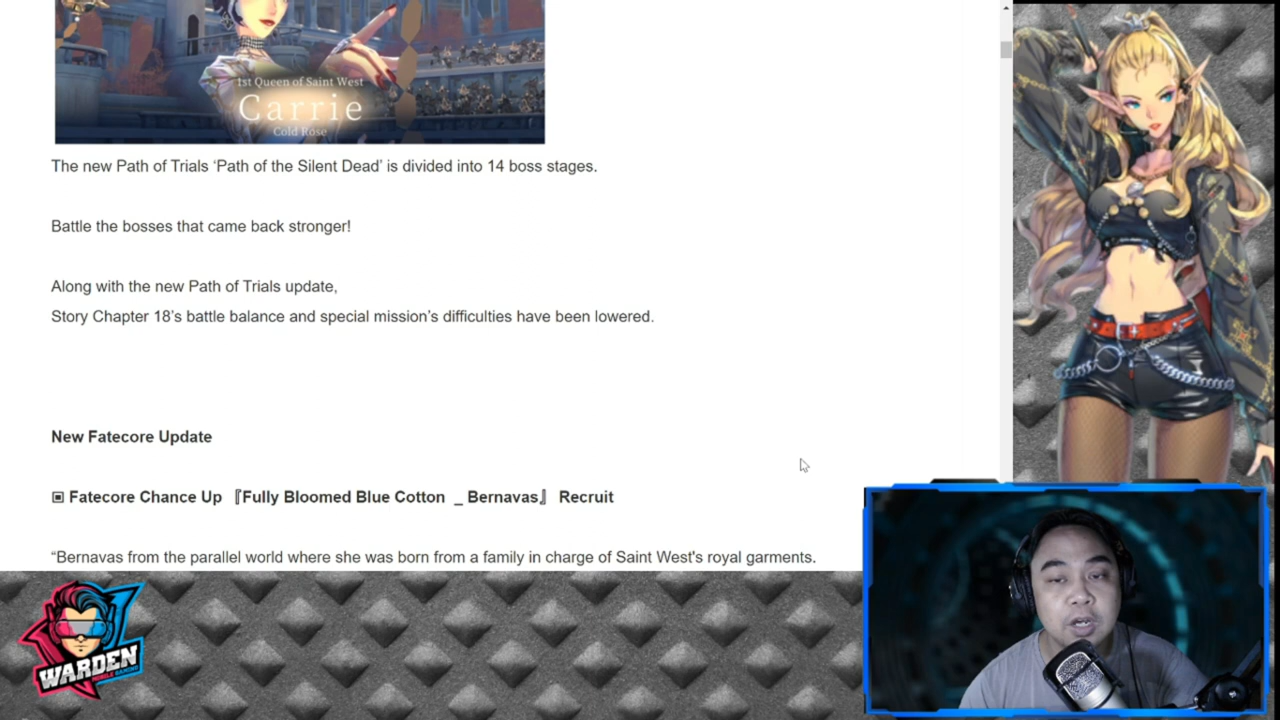 1st Queen of Saint West
Carrie
Cold Rose
The new Path of Trials ‘Path of the Silent Dead’ is divided into 14 boss stages.
Battle the bosses that came back stronger!
Along with the new Path of Trials update,
Story Chapter 18’s battle balance and special mission’s difficulties have been lowered.
New Fatecore Update
▣ Fatecore Chance Up 『Fully Bloomed Blue Cotton _ Bernavas』 Recruit
“Bernavas from the parallel world where she was born from a family in charge of Saint West's royal garments.
WARDEN
MOBILE GAMING